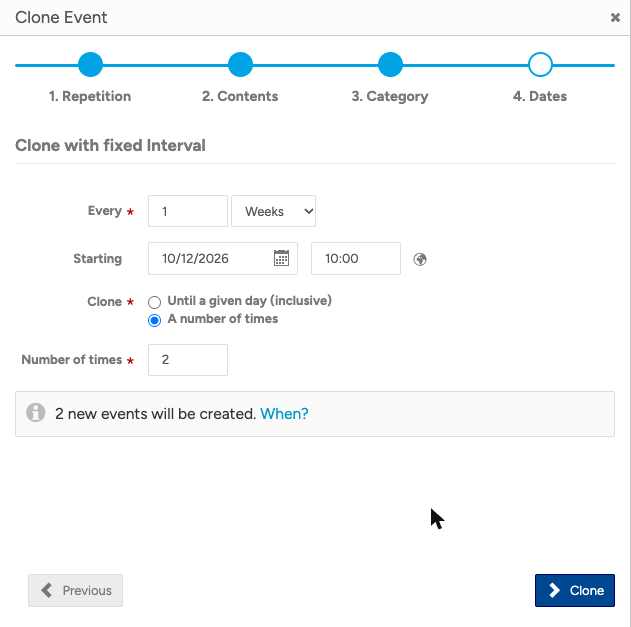 Clone Event
1. Repetition
2. Contents
3. Category
4. Dates
Clone with fixed Interval
Every * 1 Weeks
Starting 10/12/2026 10:00
Clone * Until a given day (inclusive)
A number of times
Number of times * 2
2 new events will be created. When?
Previous
Clone